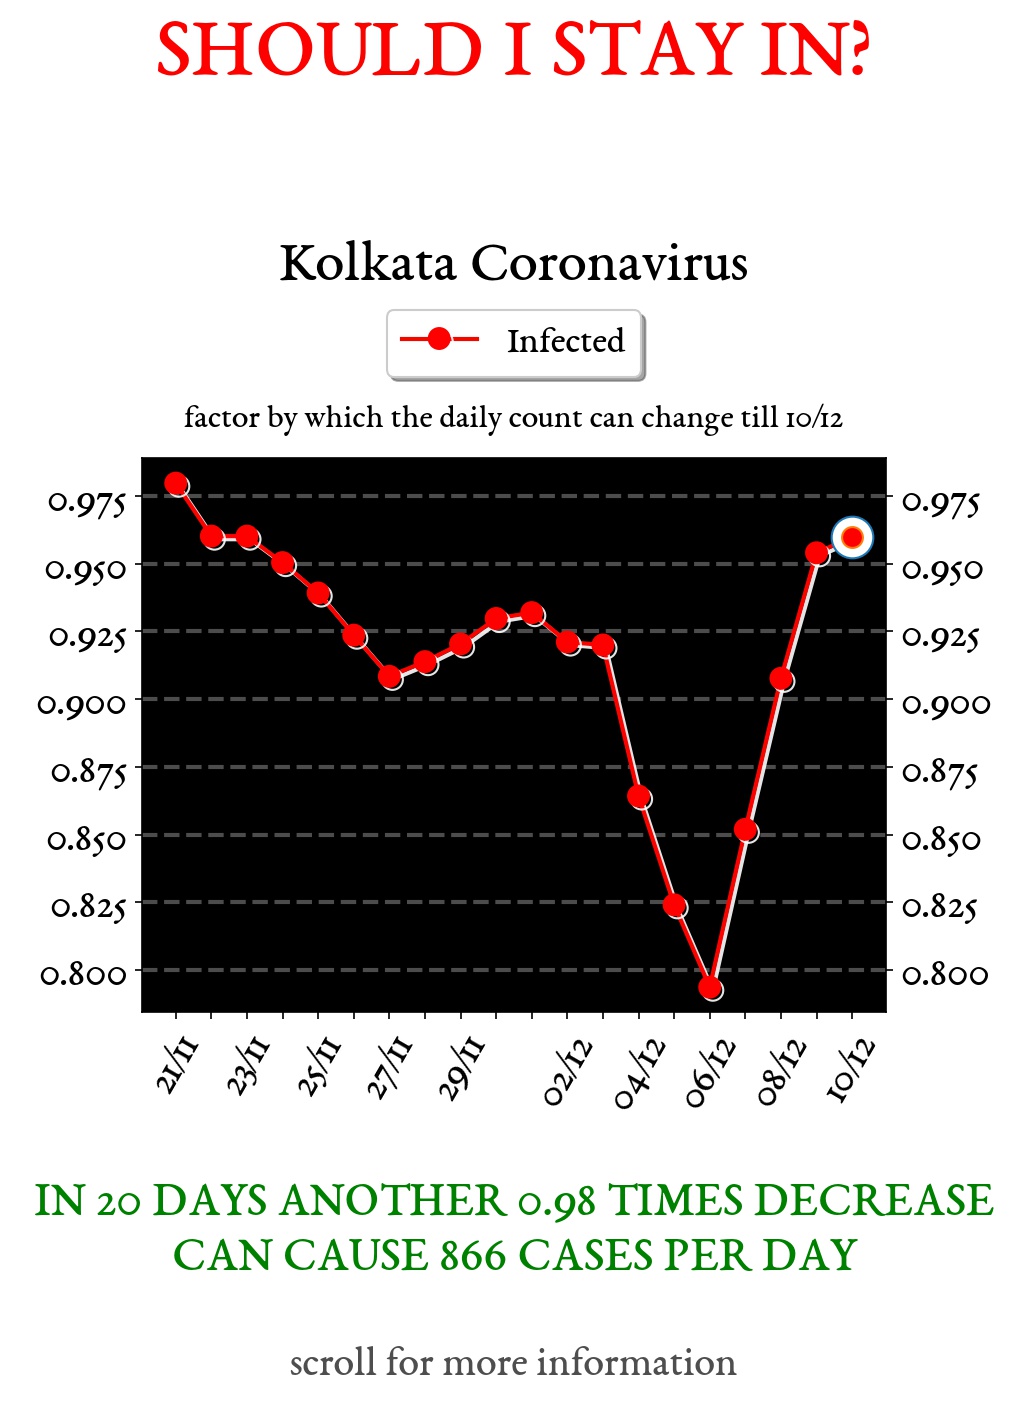 SHOULD I STAY IN?
Kolkata Coronavirus
Infected
factor by which the daily count can change till 10/12
0.975 0.975
0.950 0.950
0.925 0.925
0.900 0.900
0.875 0.875
0.850 0.850
0.825 0.825
0.800 0.800
21/11 23/11 25/11 27/11 29/11 02/12 04/12 06/12 08/12 10/12
IN 20 DAYS ANOTHER 0.98 TIMES DECREASE
CAN CAUSE 866 CASES PER DAY
scroll for more information